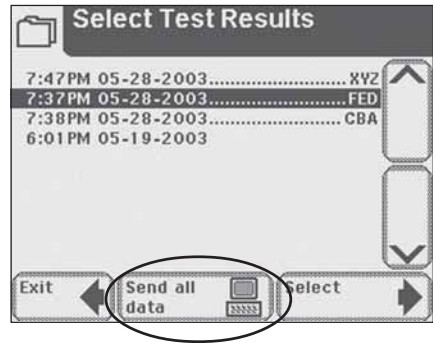 Select Test Results
7:47PM 05-28-2003........................XYZ
7:37PM 05-28-2003........................FED
7:38PM 05-28-2003........................CBA
6:01PM 05-19-2003
Exit
Send all
data
Select